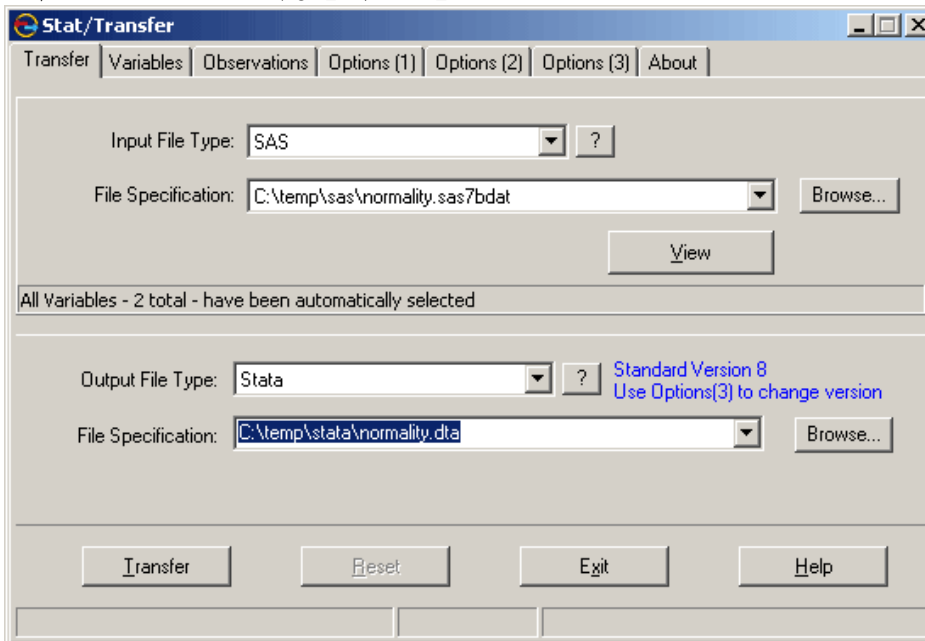 Stat/Transfer
Transfer Variables Observations Options (1) Options (2) Options (3) About
Input File Type: SAS ?
File Specification: C:\temp\sas\normality.sas7bdat Browse...
View
All Variables - 2 total - have been automatically selected
Output File Type: Stata ? Standard Version 8
Use Options(3) to change version
File Specification: C:\temp\stata\normality.dta Browse...
Transfer Reset Exit Help